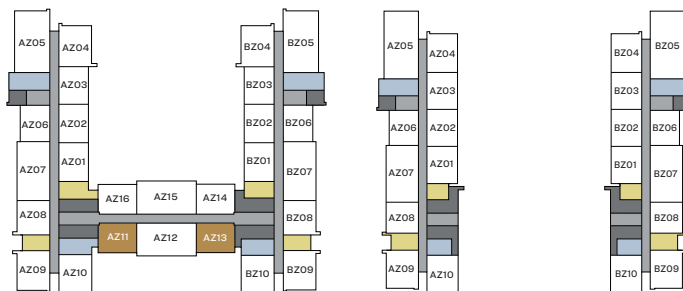 AZ05 AZ04 BZ04 BZ05 AZ05 AZ04 BZ04 BZ05
AZ03 BZ03 AZ03 BZ03
AZ06 AZ02 BZ02 BZ06 AZ06 AZ02 BZ02 BZ06
AZ07 AZ01 BZ01 BZ07 AZ07 AZ01 BZ01 BZ07
AZ16 AZ15 AZ14
AZ08 BZ08 AZ08 BZ08
AZ11 AZ12 AZ13
AZ09 AZ10 BZ10 BZ09 AZ09 AZ10 BZ10 BZ09